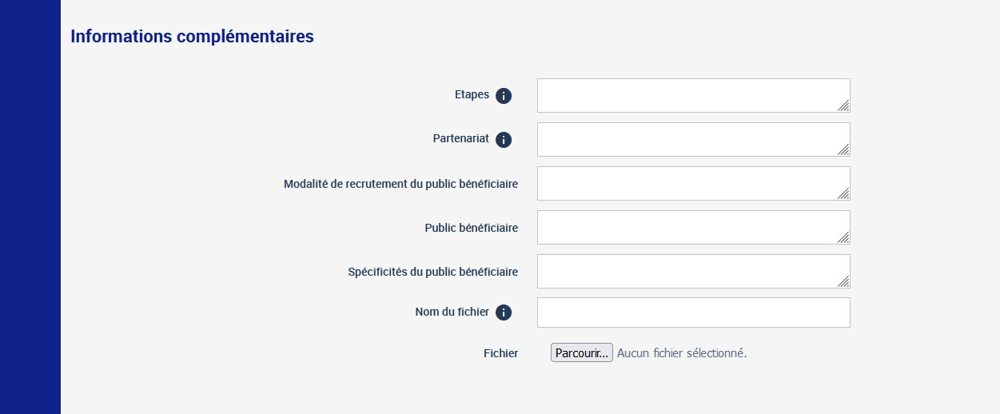 Informations complémentaires
Etapes
Partenariat
Modalité de recrutement du public bénéficiaire
Public bénéficiaire
Spécificités du public bénéficiaire
Nom du fichier
Fichier Parcourir... Aucun fichier sélectionné.